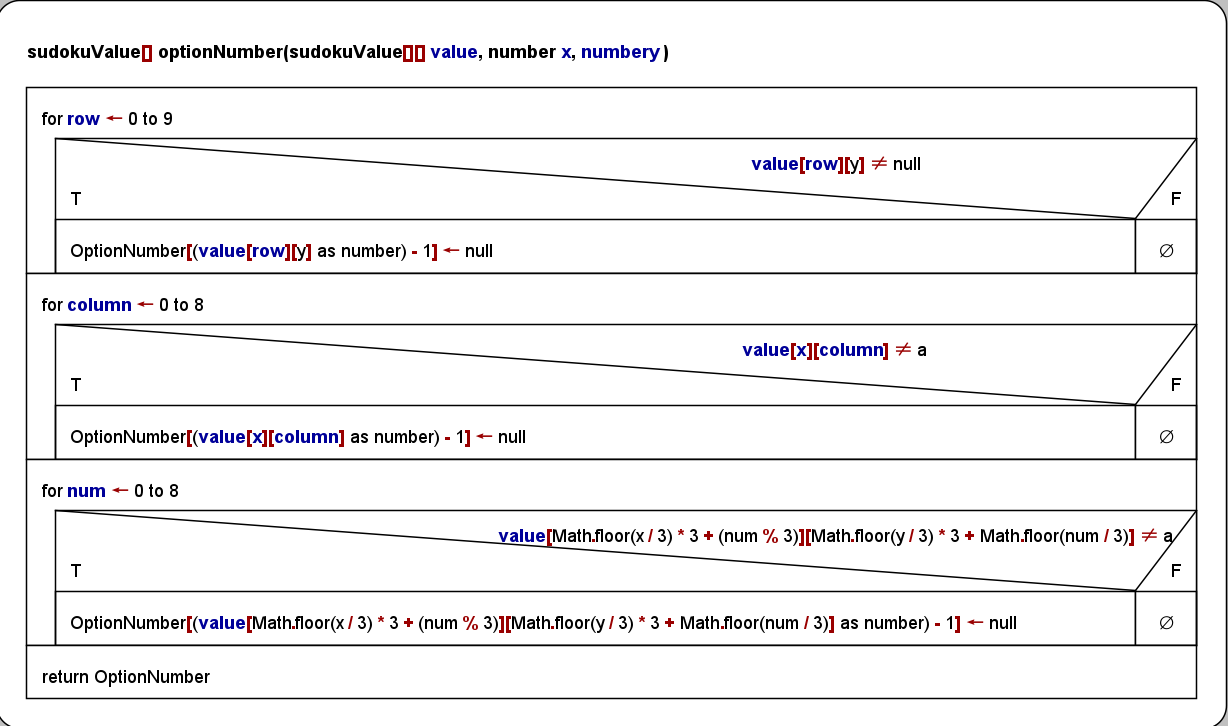 sudokuValue[] optionNumber(sudokuValue[][] value, number x, numbery )
for row ← 0 to 9
value[row][y] ≠ null
T
F
OptionNumber[(value[row][y] as number) - 1] ← null
∅
for column ← 0 to 8
value[x][column] ≠ a
T
F
OptionNumber[(value[x][column] as number) - 1] ← null
∅
for num ← 0 to 8
value[Math.floor(x / 3) * 3 + (num % 3)][Math.floor(y / 3) * 3 + Math.floor(num / 3)] ≠ a
T
F
OptionNumber[(value[Math.floor(x / 3) * 3 + (num % 3)][Math.floor(y / 3) * 3 + Math.floor(num / 3)] as number) - 1] ← null
∅
return OptionNumber